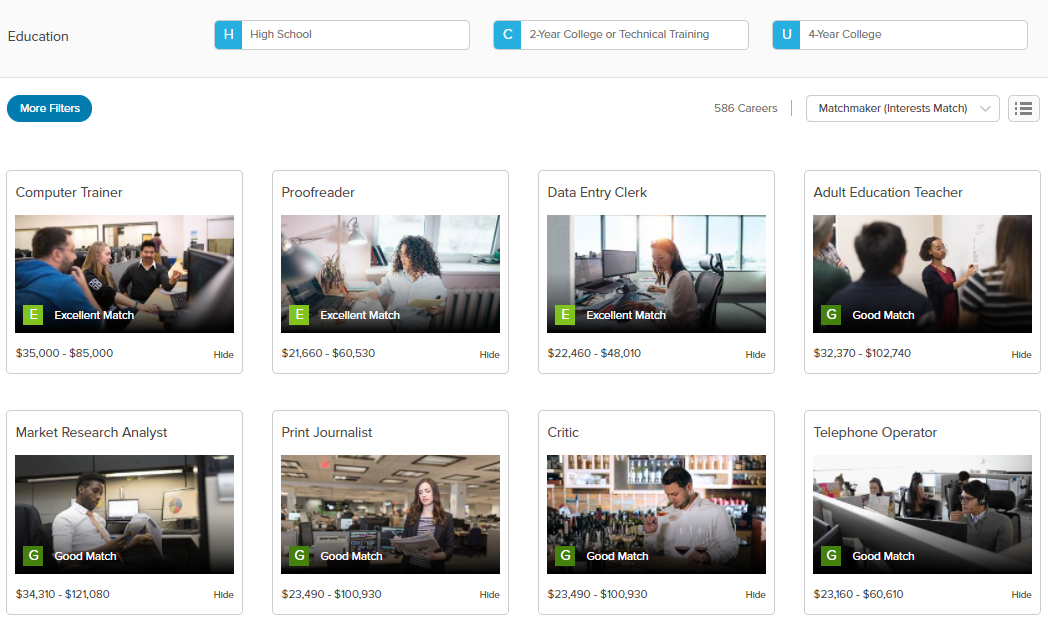 Education H High School C 2-Year College or Technical Training U 4-Year College
More Filters 586 Careers Matchmaker (Interests Match)
Computer Trainer Proofreader Data Entry Clerk Adult Education Teacher
E Excellent Match E Excellent Match E Excellent Match G Good Match
$35,000 - $85,000 Hide $21,660 - $60,530 Hide $22,460 - $48,010 Hide $32,370 - $102,740 Hide
Market Research Analyst Print Journalist Critic Telephone Operator
G Good Match G Good Match G Good Match G Good Match
$34,310 - $121,080 Hide $23,490 - $100,930 Hide $23,490 - $100,930 Hide $23,160 - $60,610 Hide